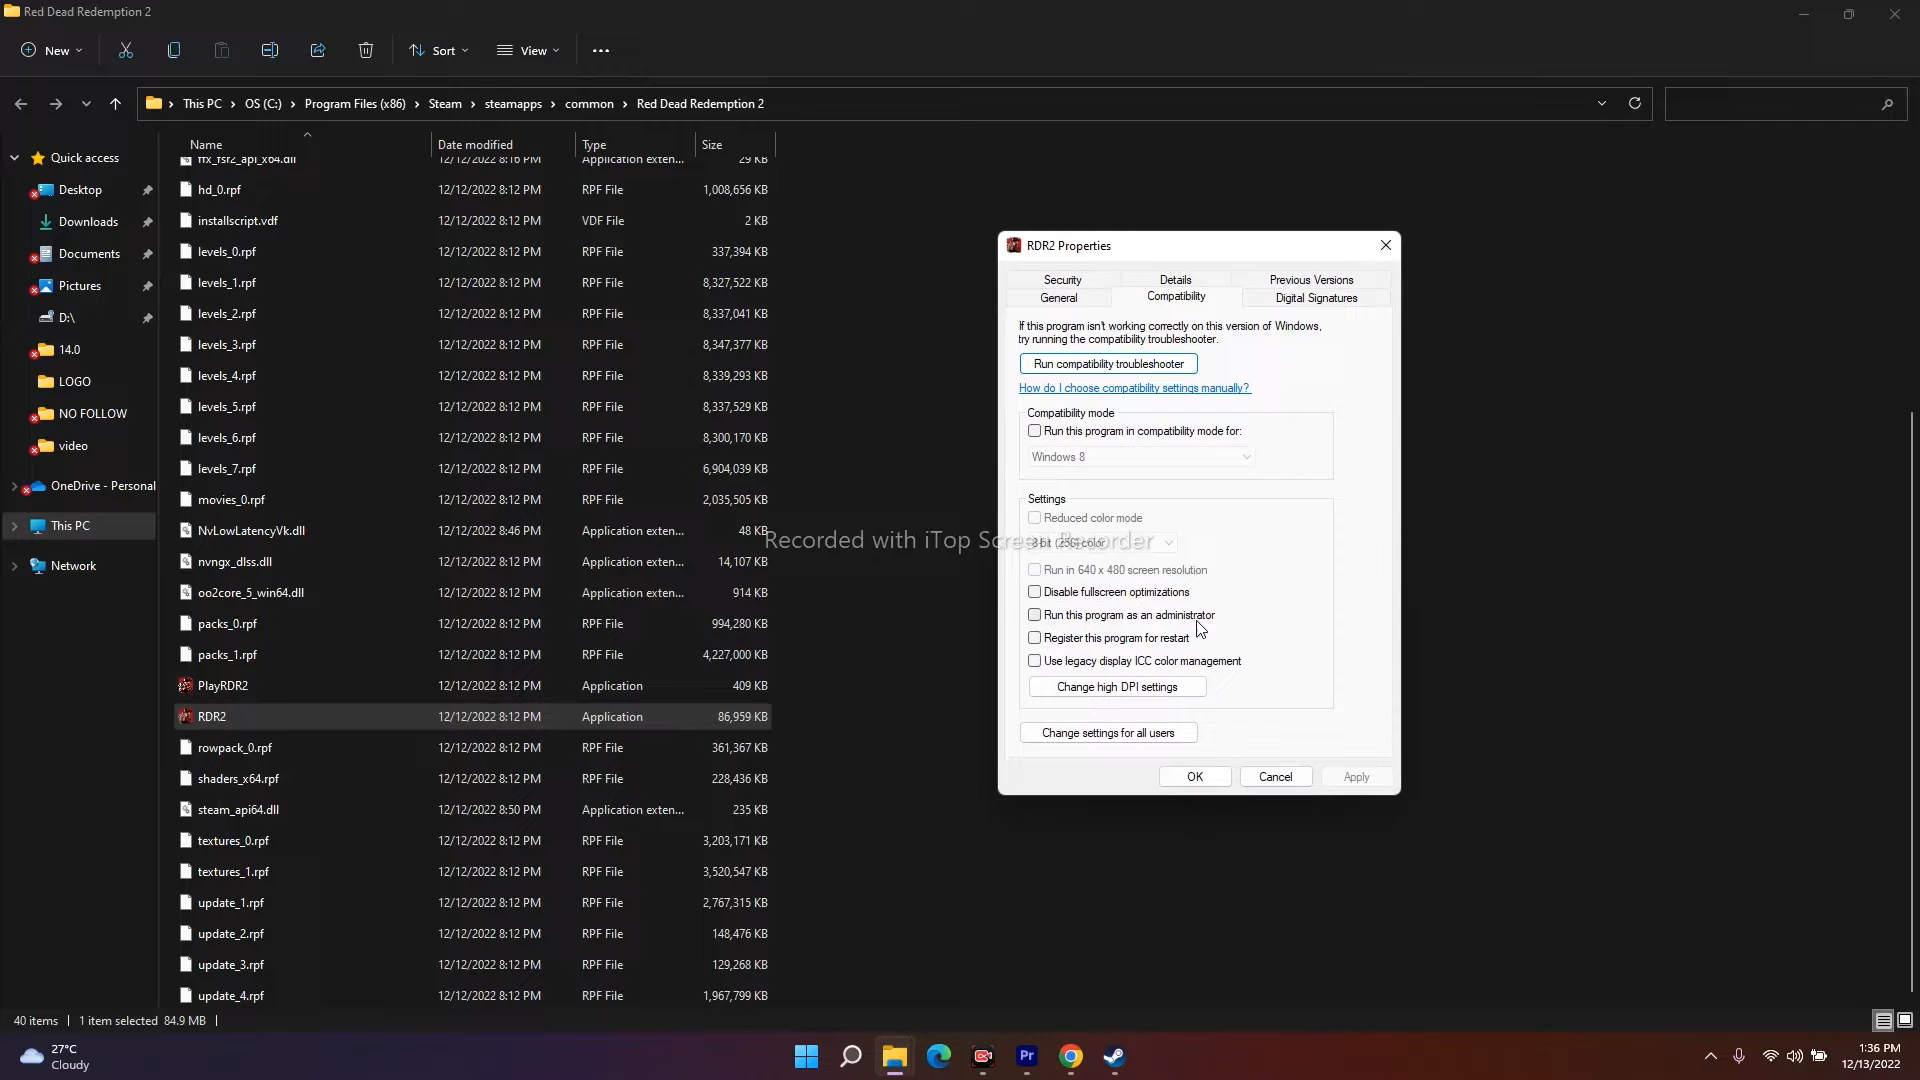 Red Dead Redemption 2
New
Sort
View
This PC > OS (C:) > Program Files (x86) > Steam > steamapps > common > Red Dead Redemption 2
Name Date modified Type Size
Quick access
Desktop
Downloads
Documents
Pictures
D:\
14.0
LOGO
NO FOLLOW
video
OneDrive - Personal
This PC
Network
ffx_fsr2_api_x64.dll 12/12/2022 8:16 PM Application exten... 29 KB
hd_0.rpf 12/12/2022 8:12 PM RPF File 1,008,656 KB
installscript.vdf 12/12/2022 8:12 PM VDF File 2 KB
levels_0.rpf 12/12/2022 8:12 PM RPF File 337,394 KB
levels_1.rpf 12/12/2022 8:12 PM RPF File 8,327,522 KB
levels_2.rpf 12/12/2022 8:12 PM RPF File 8,337,041 KB
levels_3.rpf 12/12/2022 8:12 PM RPF File 8,347,377 KB
levels_4.rpf 12/12/2022 8:12 PM RPF File 8,339,293 KB
levels_5.rpf 12/12/2022 8:12 PM RPF File 8,337,529 KB
levels_6.rpf 12/12/2022 8:12 PM RPF File 8,300,170 KB
levels_7.rpf 12/12/2022 8:12 PM RPF File 6,904,039 KB
movies_0.rpf 12/12/2022 8:12 PM RPF File 2,035,505 KB
NvLowLatencyVk.dll 12/12/2022 8:46 PM Application exten... 48 KB
nvngx_dlss.dll 12/12/2022 8:12 PM Application exten... 14,107 KB
oo2core_5_win64.dll 12/12/2022 8:12 PM Application exten... 914 KB
packs_0.rpf 12/12/2022 8:12 PM RPF File 994,280 KB
packs_1.rpf 12/12/2022 8:12 PM RPF File 4,227,000 KB
PlayRDR2 12/12/2022 8:12 PM Application 409 KB
RDR2 12/12/2022 8:12 PM Application 86,959 KB
rowpack_0.rpf 12/12/2022 8:12 PM RPF File 361,367 KB
shaders_x64.rpf 12/12/2022 8:12 PM RPF File 228,436 KB
steam_api64.dll 12/12/2022 8:50 PM Application exten... 235 KB
textures_0.rpf 12/12/2022 8:12 PM RPF File 3,203,171 KB
textures_1.rpf 12/12/2022 8:12 PM RPF File 3,520,547 KB
update_1.rpf 12/12/2022 8:12 PM RPF File 2,767,315 KB
update_2.rpf 12/12/2022 8:12 PM RPF File 148,476 KB
update_3.rpf 12/12/2022 8:12 PM RPF File 129,268 KB
update_4.rpf 12/12/2022 8:12 PM RPF File 1,967,799 KB
RDR2 Properties
Security Details Previous Versions
General Compatibility Digital Signatures
If this program isn't working correctly on this version of Windows,
try running the compatibility troubleshooter.
Run compatibility troubleshooter
How do I choose compatibility settings manually?
Compatibility mode
Run this program in compatibility mode for:
Windows 8
Settings
Reduced color mode
8-bit (256) color
Recorded with iTop Screen Recorder
Run in 640 x 480 screen resolution
Disable fullscreen optimizations
Run this program as an administrator
Register this program for restart
Use legacy display ICC color management
Change high DPI settings
Change settings for all users
OK Cancel Apply
40 items 1 item selected 84.9 MB
27°C
Cloudy
Pr
1:36 PM
12/13/2022